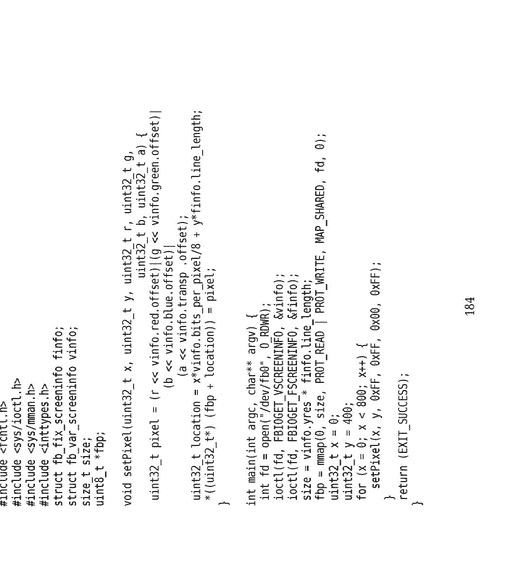 #include <fcntl.h>
#include <sys/ioctl.h>
#include <sys/mman.h>
#include <inttypes.h>
struct fb_fix_screeninfo finfo;
struct fb_var_screeninfo vinfo;
size_t size;
uint8_t *fbp;
void setPixel(uint32_t x, uint32_t y, uint32_t r, uint32_t g,
uint32_t b, uint32_t a) {
uint32_t pixel = (r << vinfo.red.offset)|(g << vinfo.green.offset)|
(b << vinfo.blue.offset)|
(a << vinfo.transp .offset);
uint32_t location = x*vinfo.bits_per_pixel/8 + y*finfo.line_length;
*((uint32_t*) (fbp + location)) = pixel;
}
int main(int argc, char** argv) {
int fd = open("/dev/fb0", O_RDWR);
ioctl(fd, FBIOGET_VSCREENINFO, &vinfo);
ioctl(fd, FBIOGET_FSCREENINFO, &finfo);
size = vinfo.yres * finfo.line_length;
fbp = mmap(0, size, PROT_READ | PROT_WRITE, MAP_SHARED, fd, 0);
uint32_t x = 0;
uint32_t y = 400;
for (x = 0; x < 800; x++) {
setPixel(x, y, 0xFF, 0xFF, 0x00, 0xFF);
}
return (EXIT_SUCCESS);
}
184